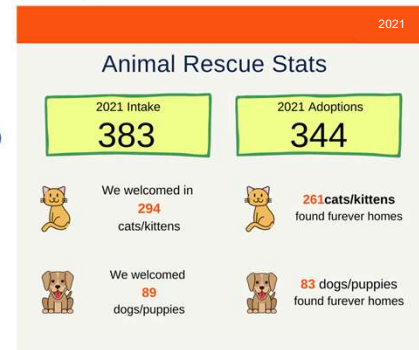 2021
Animal Rescue Stats
2021 Intake
383
2021 Adoptions
344
We welcomed in
294
cats/kittens
261cats/kittens
found furever homes
We welcomed
89
dogs/puppies
83 dogs/puppies
found furever homes